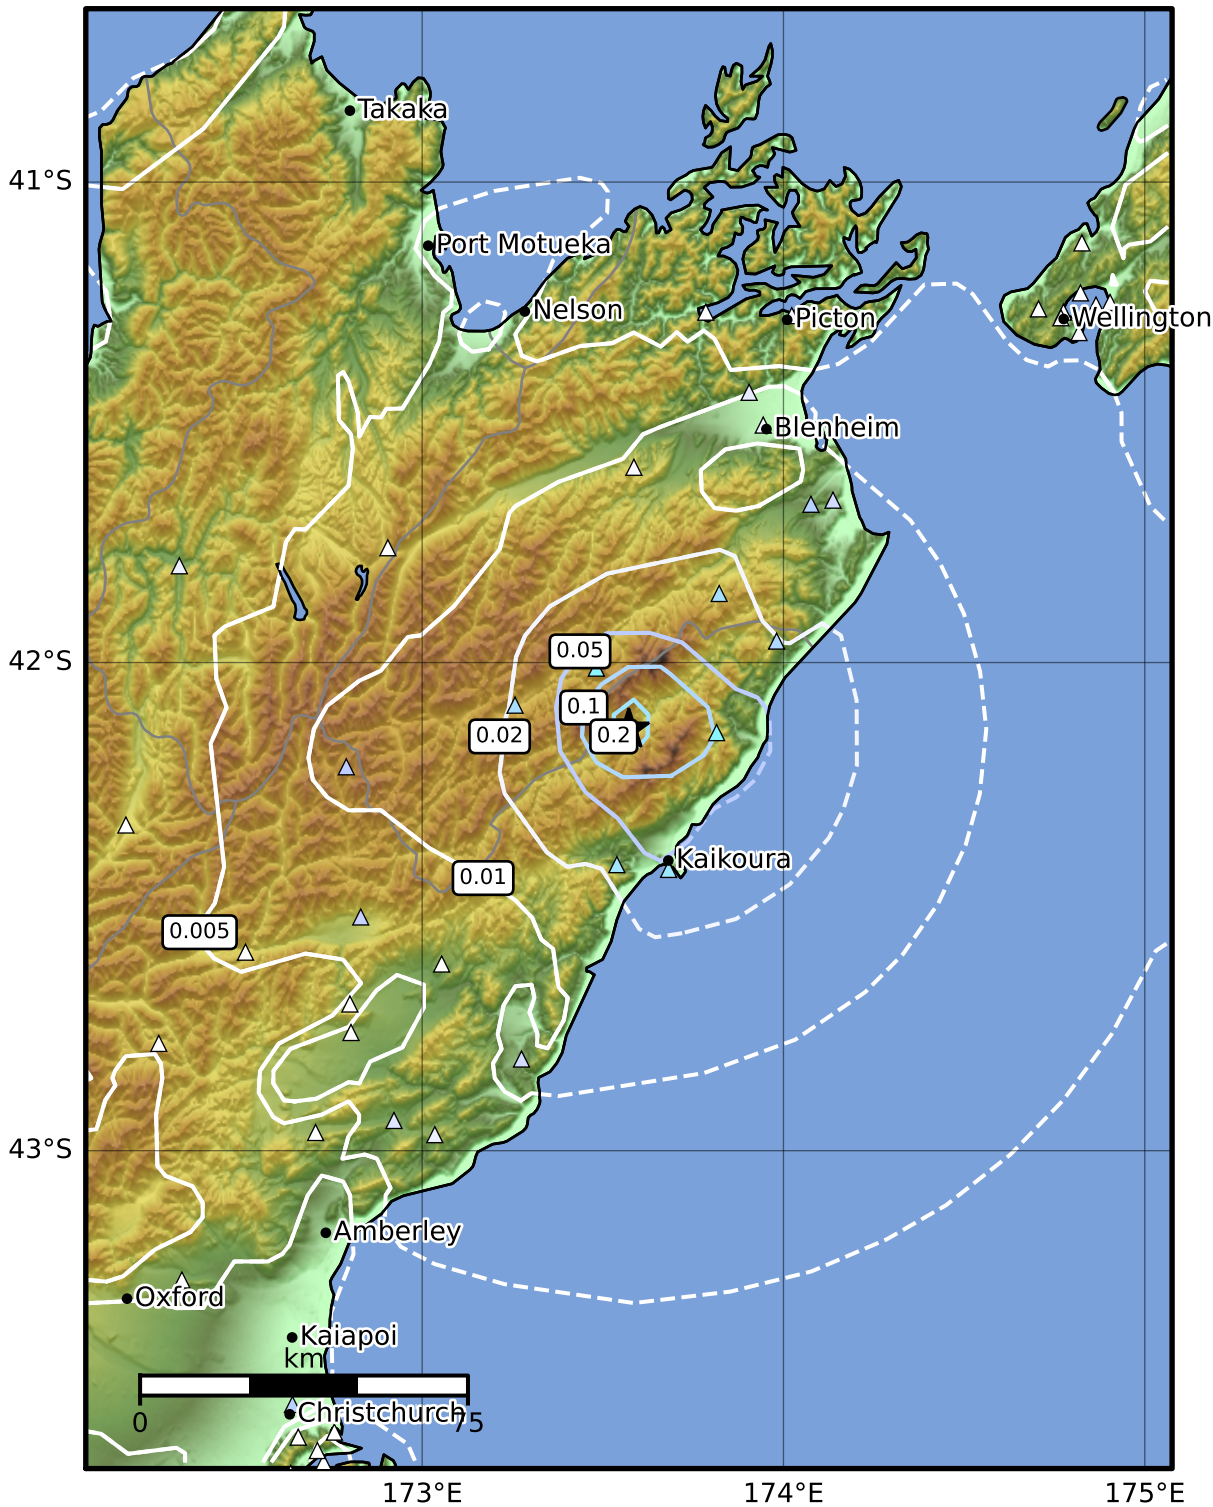 Takaka
41°S
Port Motueka
Nelson
Picton
Wellington
Blenheim
0.05
42°S
0.1
0.02
0.2
Kaikoura
0.01
0.005
43°S
Amberley
Oxford
Kaiapoi
km
Christchurch
0
75
173°E
174°E
175°E